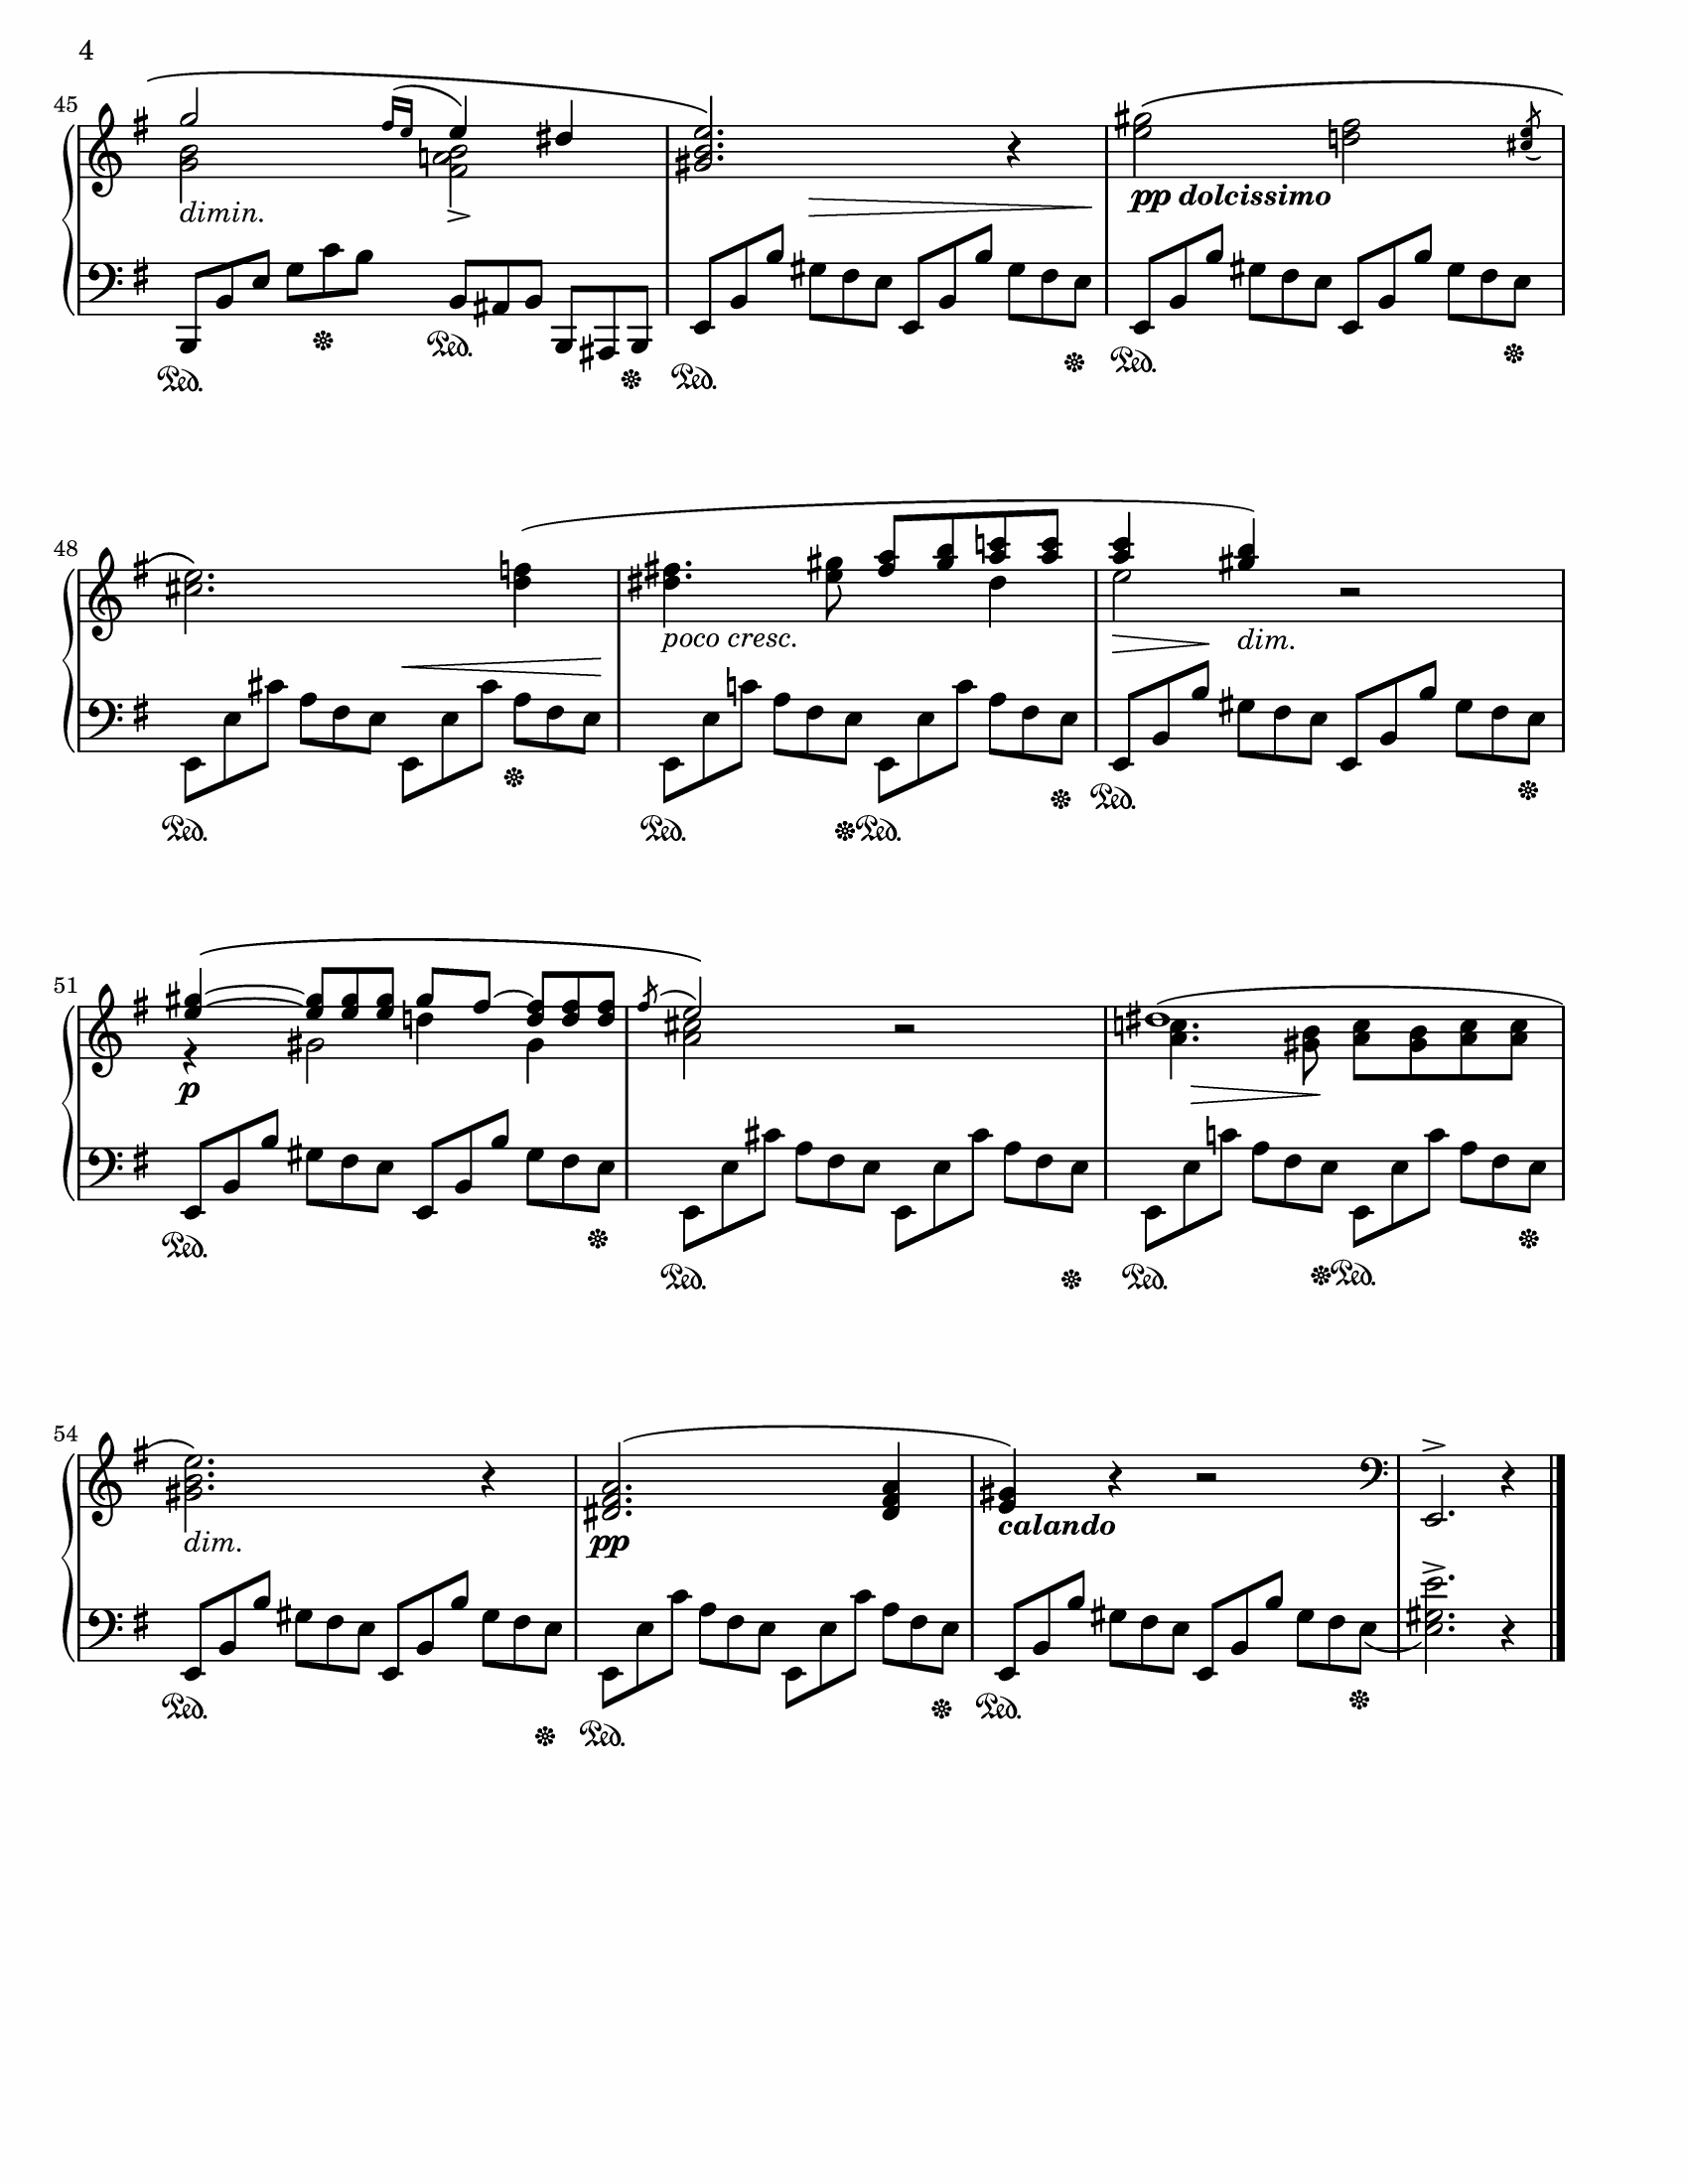 4
45
dimin.
Ped. Ped. Ped. Ped.
pp dolcissimo
48
poco cresc.
dim.
Ped. Ped. Ped. Ped.
51
p
Ped. Ped. Ped. Ped.
54
dim.
pp
calando
Ped. Ped. Ped.